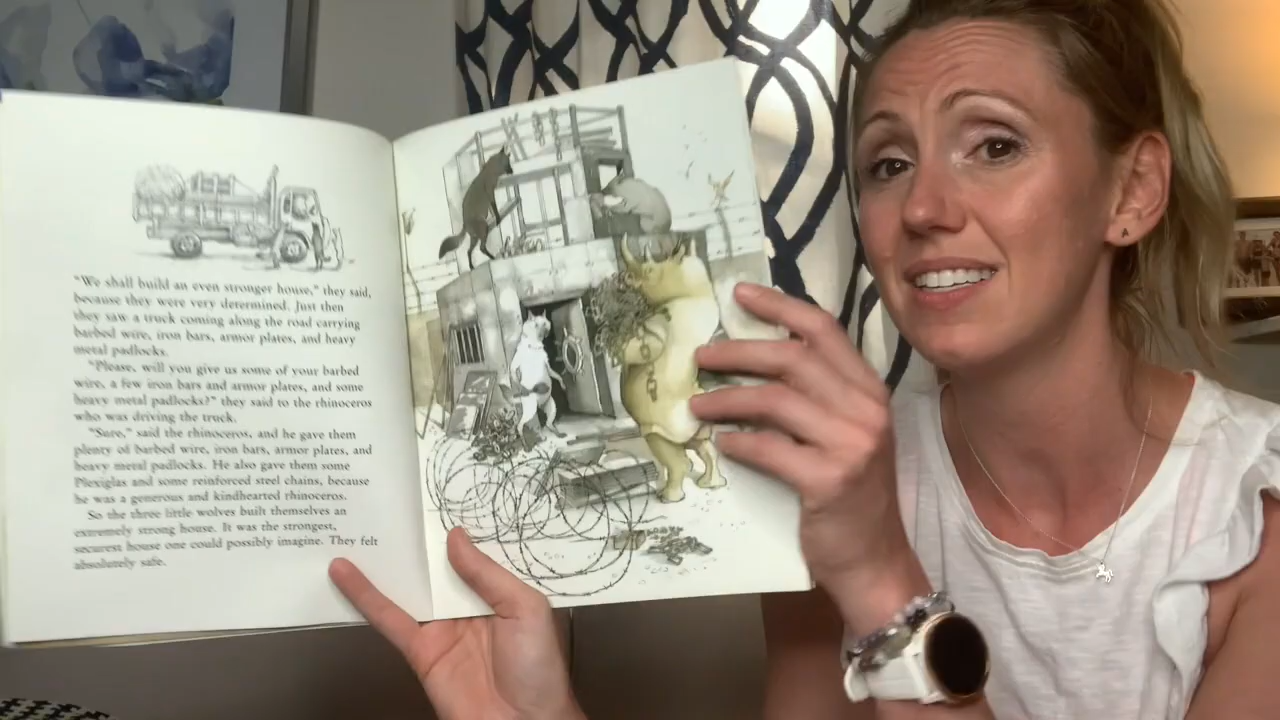 "We shall build an even stronger house," they said,
because they were very determined. Just then
they saw a truck coming along the road carrying
barbed wire, iron bars, armor plates, and heavy
metal padlocks.
"Please, will you give us some of your barbed
wire, a few iron bars and armor plates, and some
heavy metal padlocks?" they said to the rhinoceros
who was driving the truck.
"Sure," said the rhinoceros, and he gave them
plenty of barbed wire, iron bars, armor plates, and
heavy metal padlocks. He also gave them some
Plexiglas and some reinforced steel chains, because
he was a generous and kindhearted rhinoceros.
So the three little wolves built themselves an
extremely strong house. It was the strongest,
securest house one could possibly imagine. They felt
absolutely safe.
A